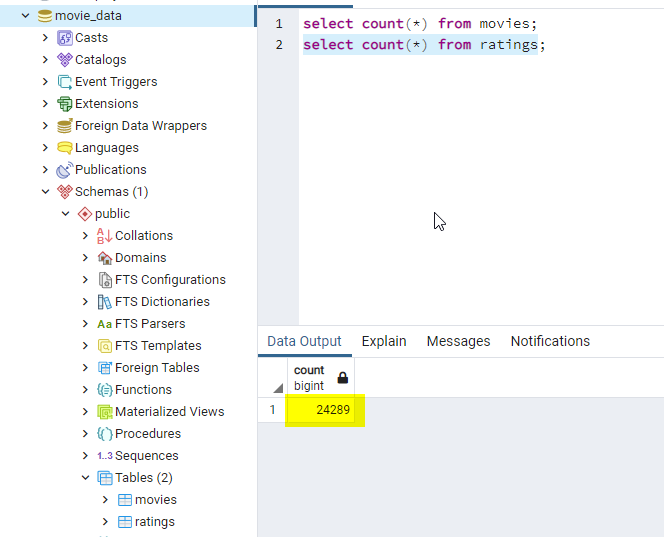 movie_data
Casts
Catalogs
Event Triggers
Extensions
Foreign Data Wrappers
Languages
Publications
Schemas (1)
public
Collations
Domains
FTS Configurations
FTS Dictionaries
Aa FTS Parsers
FTS Templates
Foreign Tables
Functions
Materialized Views
Procedures
1..3 Sequences
Tables (2)
movies
ratings
1 select count(*) from movies;
2 select count(*) from ratings;
Data Output Explain Messages Notifications
count
bigint
1 24289